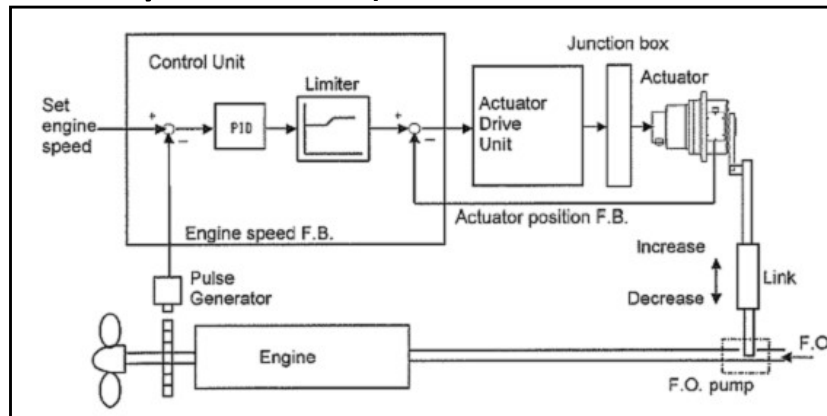 Control Unit
Limiter
Junction box
Actuator
Set
engine
speed
+
−
PID
+
−
Actuator
Drive
Unit
Actuator position F.B.
Engine speed F.B.
Increase
Decrease
Link
Pulse
Generator
Engine
F.O
F.O. pump